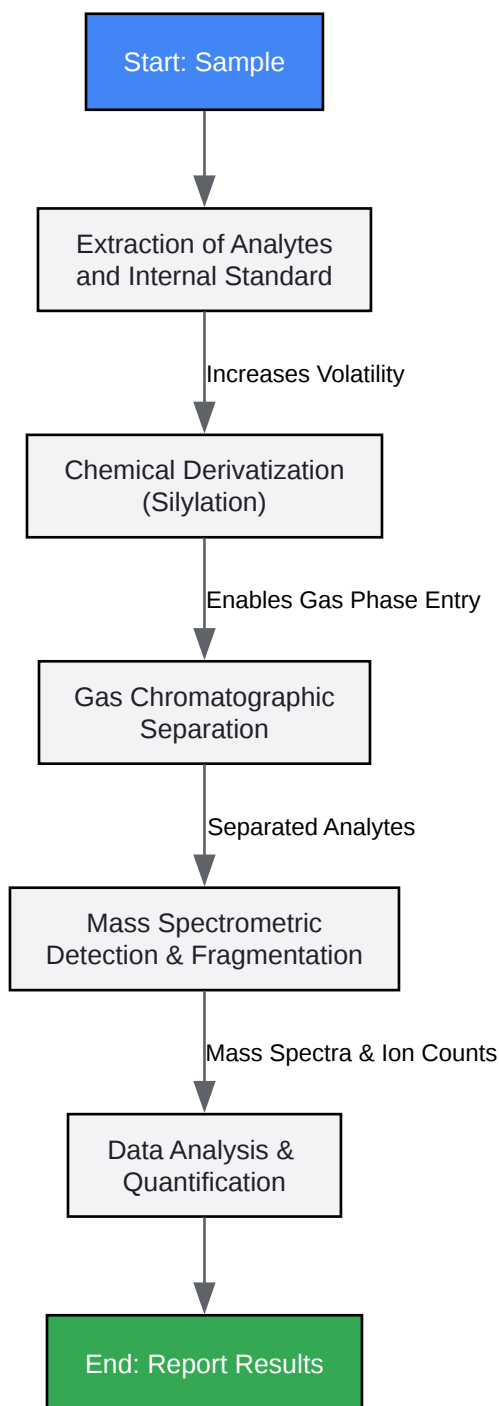 Start: Sample
Extraction of Analytes
and Internal Standard
Increases Volatility
Chemical Derivatization
(Silylation)
Enables Gas Phase Entry
Gas Chromatographic
Separation
Separated Analytes
Mass Spectrometric
Detection & Fragmentation
Mass Spectra & Ion Counts
Data Analysis &
Quantification
End: Report Results